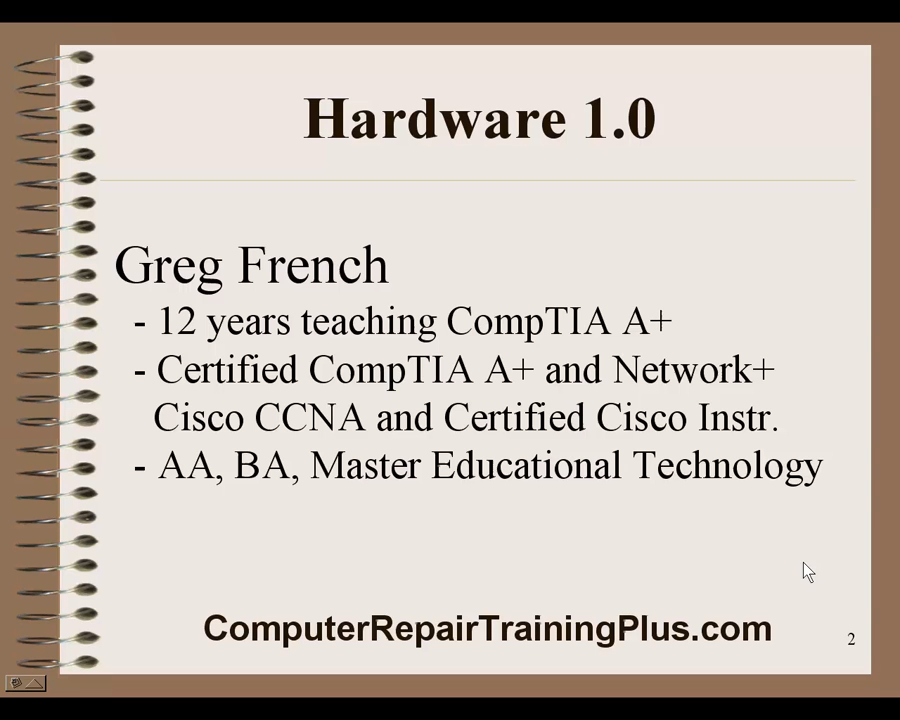 Hardware 1.0
Greg French
- 12 years teaching CompTIA A+
- Certified CompTIA A+ and Network+
Cisco CCNA and Certified Cisco Instr.
- AA, BA, Master Educational Technology
ComputerRepairTrainingPlus.com
2